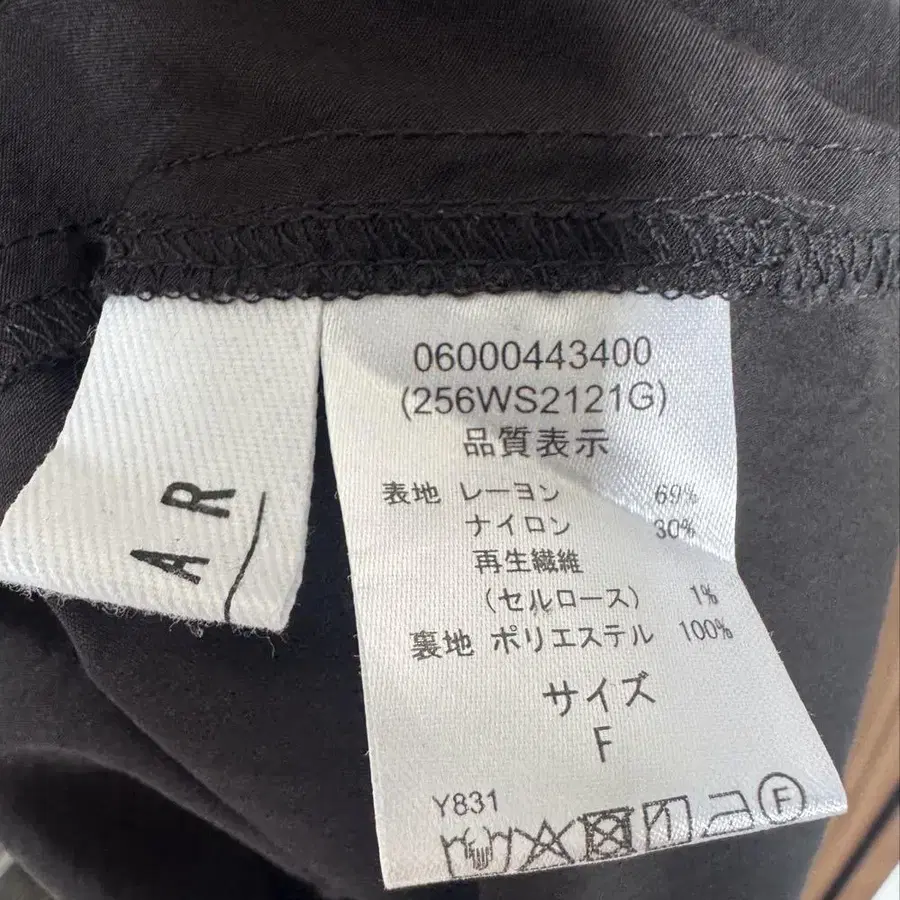 06000443400
(256WS2121G)
品質表示
表地 レーヨン 69%
ナイロン 30%
再生繊維
(セルロース) 1%
裏地 ポリエステル 100%
サイズ
F
Y831
F
AR